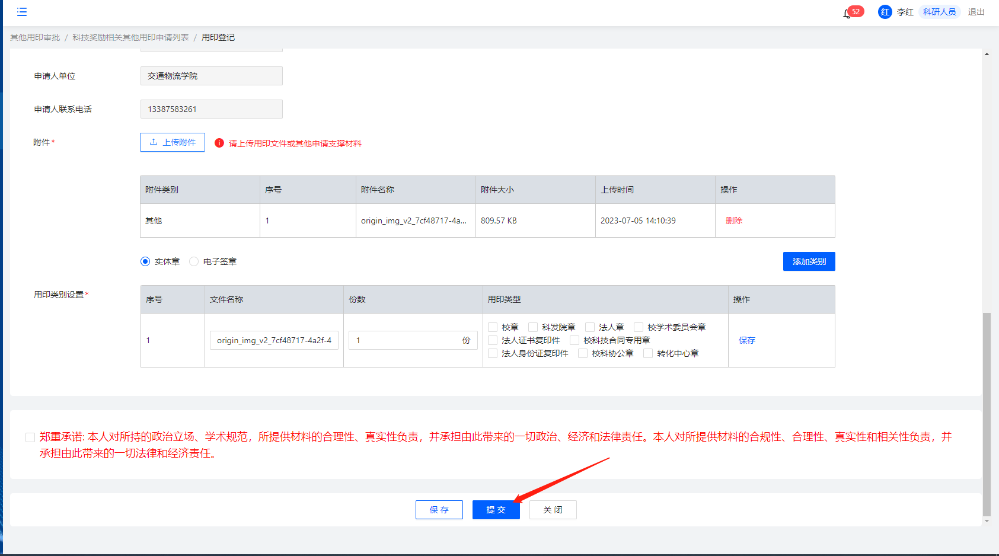 52 红 李红 科研人员 退出
其他用印审批 / 科技奖励相关其他用印申请列表 / 用印登记
申请人单位 交通物流学院
申请人联系电话 13387583261
附件* 上传附件 请上传用印文件或其他申请支撑材料
附件类别 序号 附件名称 附件大小 上传时间 操作
其他 1 origin_img_v2_7cf48717-4a... 809.57 KB 2023-07-05 14:10:39 删除
实体章 电子签章 添加类别
用印类别设置*
序号 文件名称 份数 用印类型 操作
校章 科发院章 法人章 校学术委员会章
1 origin_img_v2_7cf48717-4a2f-4 1 份 法人证书复印件 校科技合同专用章 保存
法人身份证复印件 校科协公章 转化中心章
郑重承诺: 本人对所持的政治立场、学术规范，所提供材料的合理性、真实性负责，并承担由此带来的一切政治、经济和法律责任。本人对所提供材料的合规性、合理性、真实性和相关性负责，并
承担由此带来的一切法律和经济责任。
保 存 提 交 关 闭